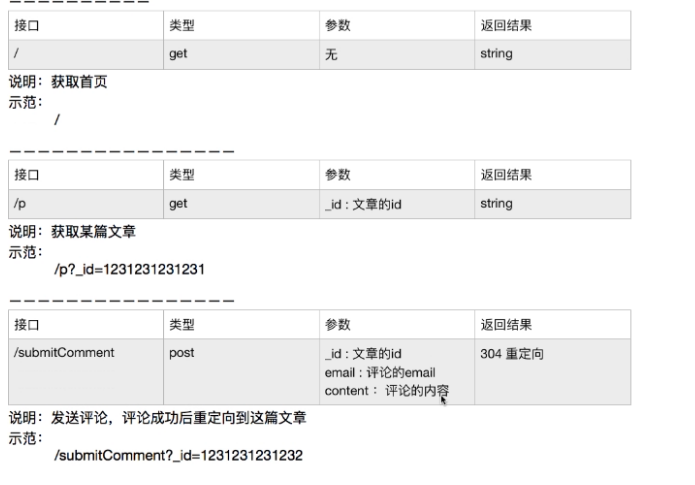 接口 类型 参数 返回结果
/ get 无 string
说明：获取首页
示范：
/
————————————————
接口 类型 参数 返回结果
/p get _id : 文章的id string
说明：获取某篇文章
示范：
/p?_id=1231231231231
————————————————
接口 类型 参数 返回结果
/submitComment post _id : 文章的id 304 重定向
email : 评论的email
content ： 评论的内容
说明：发送评论，评论成功后重定向到这篇文章
示范：
/submitComment?_id=1231231231232